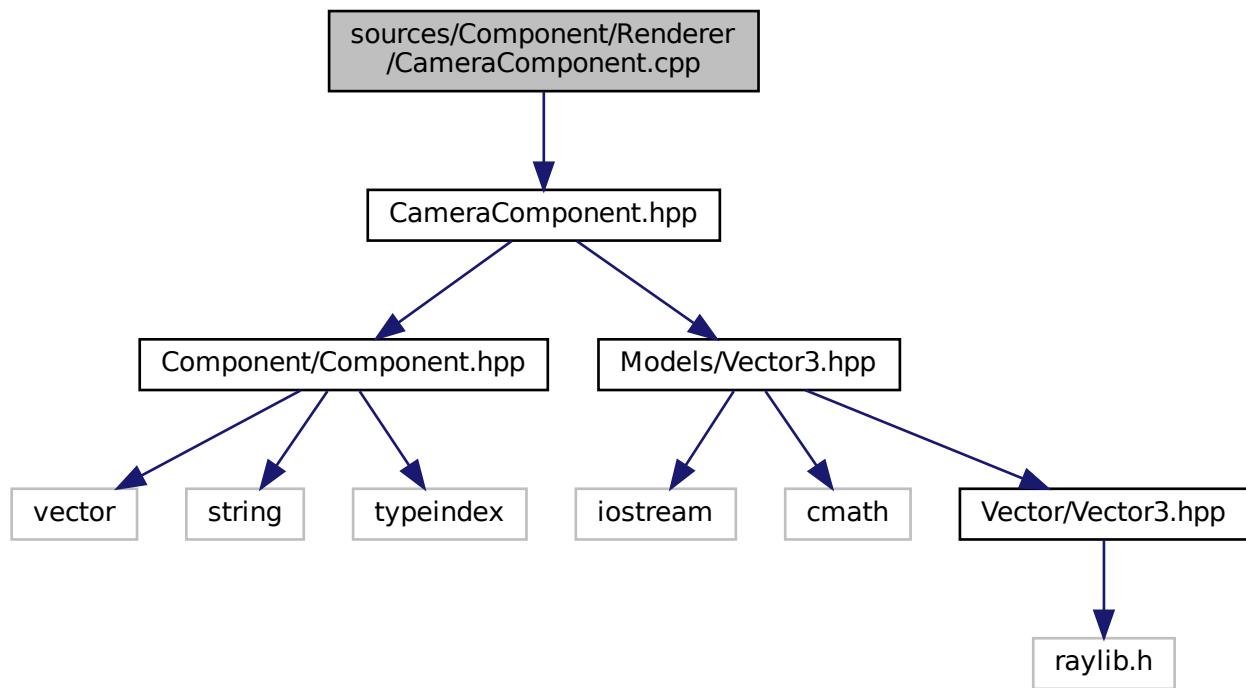 sources/Component/Renderer
/CameraComponent.cpp
CameraComponent.hpp
Component/Component.hpp
Models/Vector3.hpp
vector
string
typeindex
iostream
cmath
Vector/Vector3.hpp
raylib.h